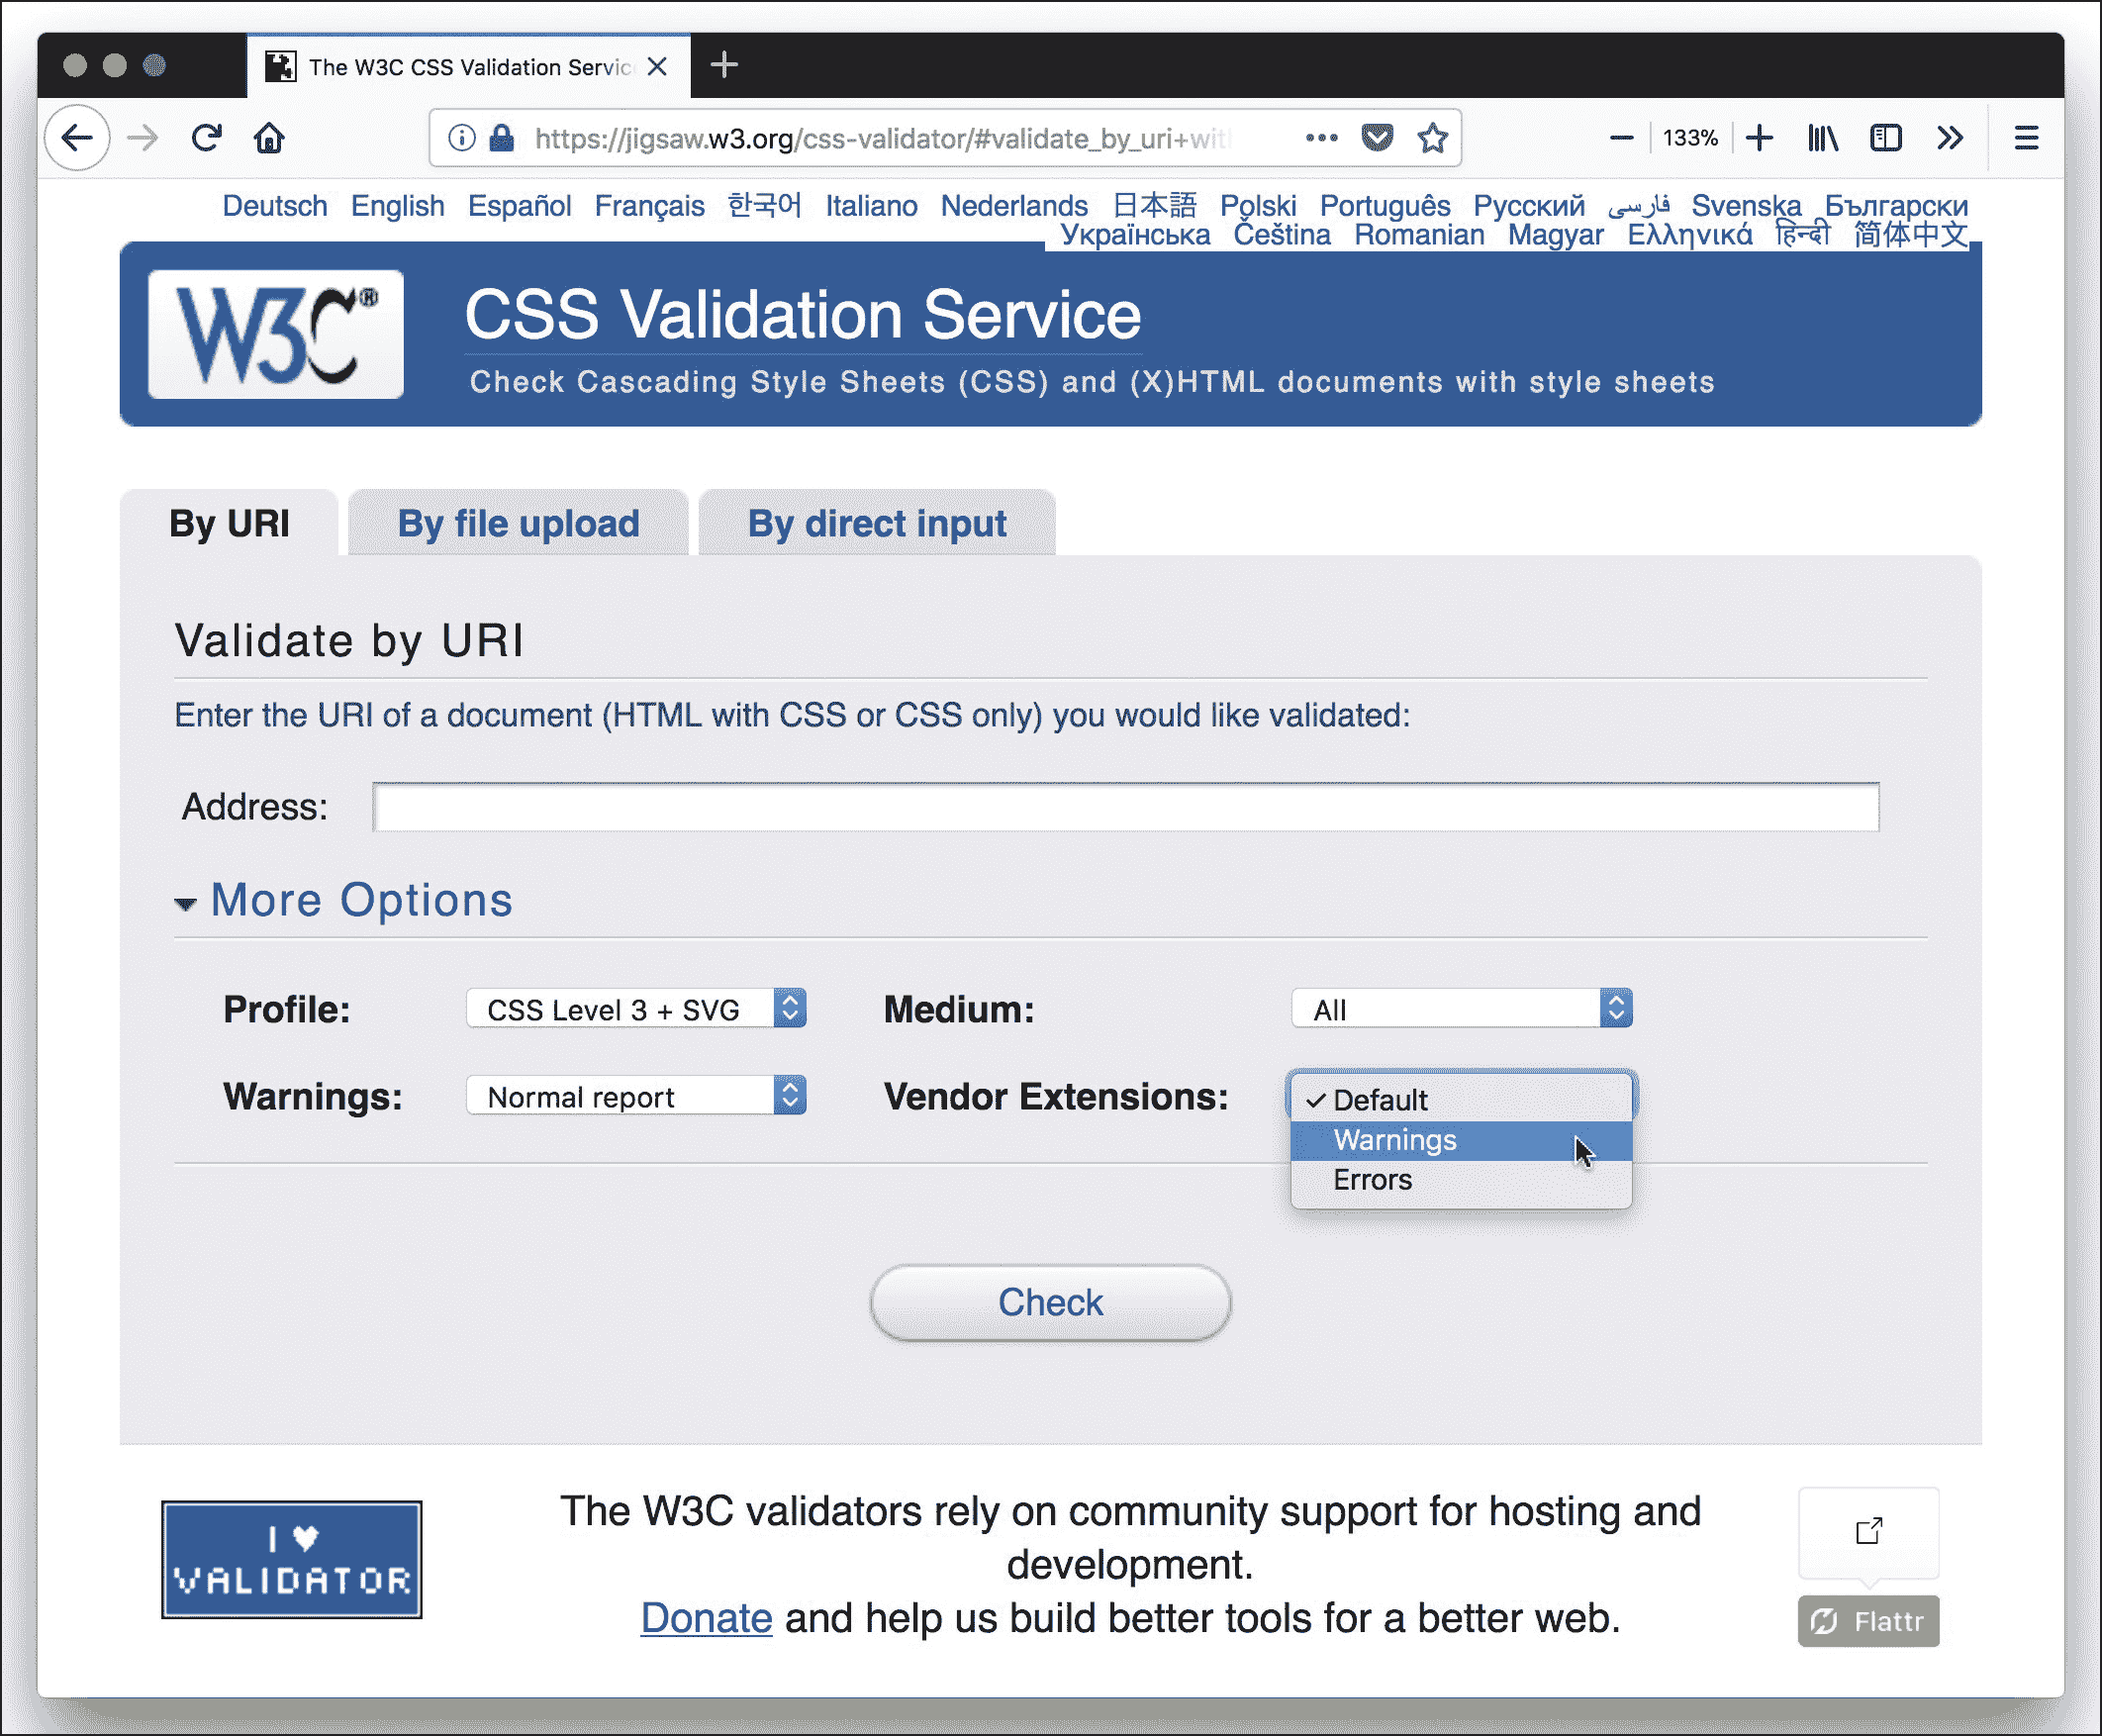 The W3C CSS Validation Servic
https://jigsaw.w3.org/css-validator/#validate_by_uri+wit
133%
Deutsch English Español Français 한국어 Italiano Nederlands 日本語 Polski Português Русский فارسی Svenska Български
Українська Čeština Romanian Magyar Ελληνικά हिन्दी 简体中文
W3C®
CSS Validation Service
Check Cascading Style Sheets (CSS) and (X)HTML documents with style sheets
By URI By file upload By direct input
Validate by URI
Enter the URI of a document (HTML with CSS or CSS only) you would like validated:
Address:
More Options
Profile: CSS Level 3 + SVG Medium: All
Warnings: Normal report Vendor Extensions: ✓ Default
Warnings
Errors
Check
I ♥
VALIDATOR
The W3C validators rely on community support for hosting and
development.
Donate and help us build better tools for a better web.
Flattr